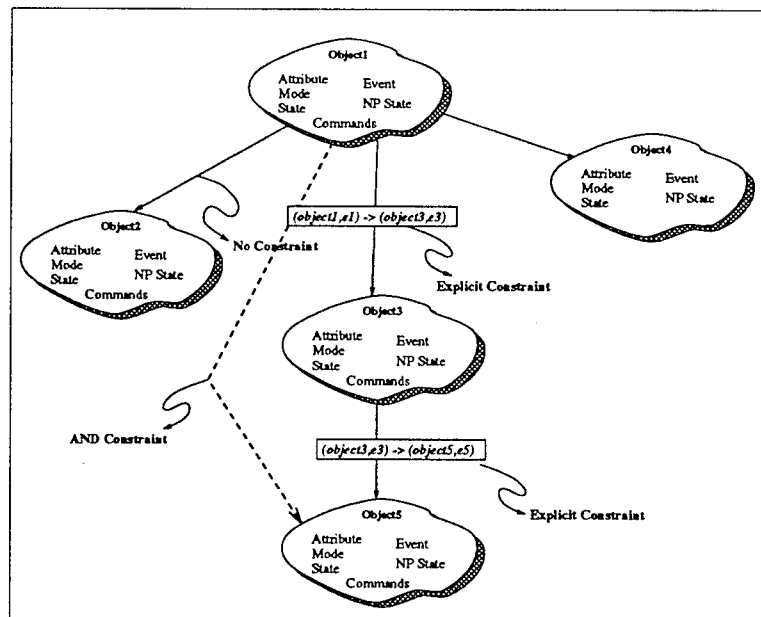 Object1
Attribute Event
Mode
NP State
State
Commands
Object4
Attribute Event
Mode
State NP State
(object1,e1) -> (object3,e3)
Object2
Attribute Event
Mode
State NP State
Commands
No Constraint
Explicit Constraint
Object3
Attribute Event
Mode
State NP State
Commands
AND Constraint
(object3,e3) -> (object5,e5)
Object5
Explicit Constraint
Attribute Event
Mode
State NP State
Commands